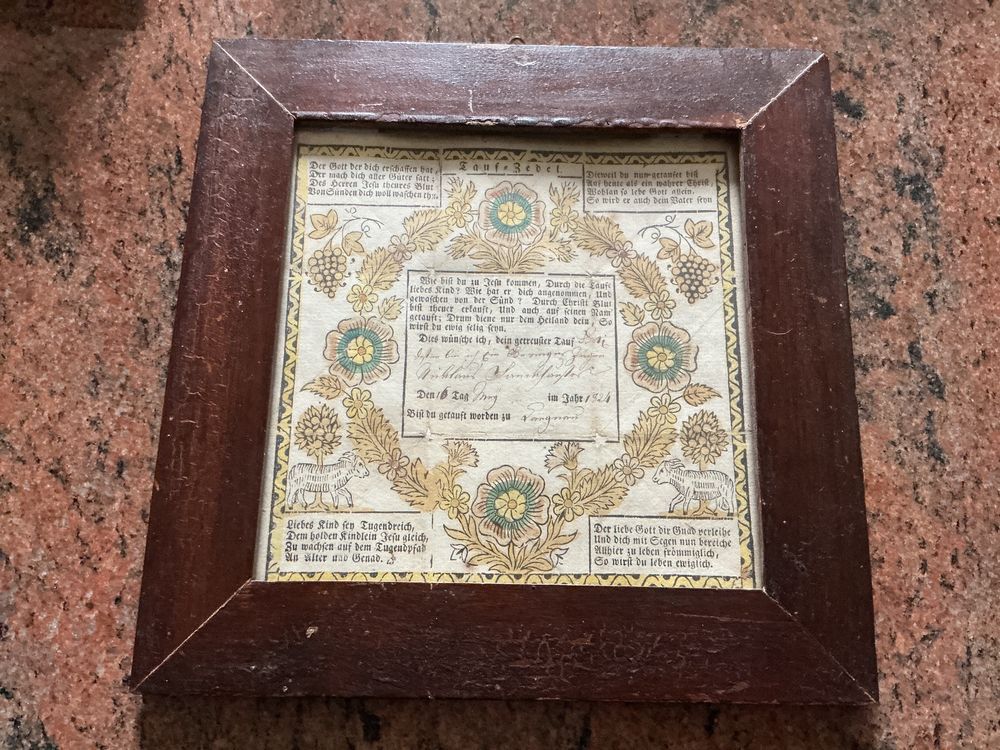 Tauf-Zedel
Der Gott der dich erschaffen hat,
Der mach dich aller Güter satt;
Des Herren Jesu theures Blut
Von Sünden dich woll waschen thut.
Dieweil du nun getaufet bist
Auf heute als ein wahrer Christ,
Wohlan so lebe Gott allein,
So wird er auch dein Vater seyn
Wie bist du zu Jesu kommen, Durch die Taufe
liebes Kind? Wie hat er dich angenommen, Und
gewaschen von der Sünd? Durch Christi Blut
bist theuer erkauft, Und auch auf seinen Nam'
getauft; Drum diene nur dem Heiland dein, So
wirst du ewig selig seyn.
Dies wünsche ich, dein getreuster Tauf
Den 16 Tag May im Jahr 1824
Bist du getauft worden zu Langnau
Liebes Kind sey Tugendreich,
Dem holden Kindlein Jesu gleich,
Zu wachsen auf dem Tugendpfad
An Alter und Genad.
Der liebe Gott dir Gnad verleihe
Und dich mit Segen nun bereiche
Allhier zu leben frömmiglich,
So wirst du leben ewiglich.